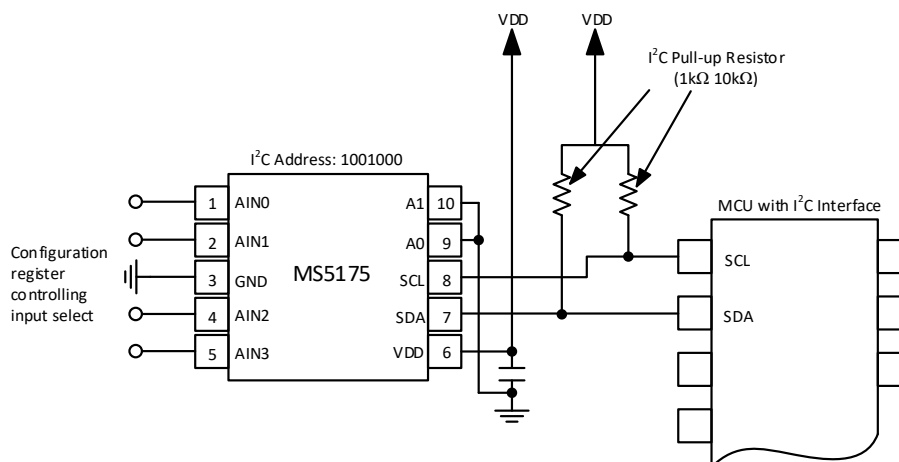 VDD
VDD
I²C Pull-up Resistor
(1kΩ 10kΩ)
I²C Address: 1001000
MCU with I²C Interface
Configuration
register
controlling
input select
1 AIN0
2 AIN1
3 GND
4 AIN2
5 AIN3
MS5175
A1 10
A0 9
SCL 8
SDA 7
VDD 6
SCL
SDA